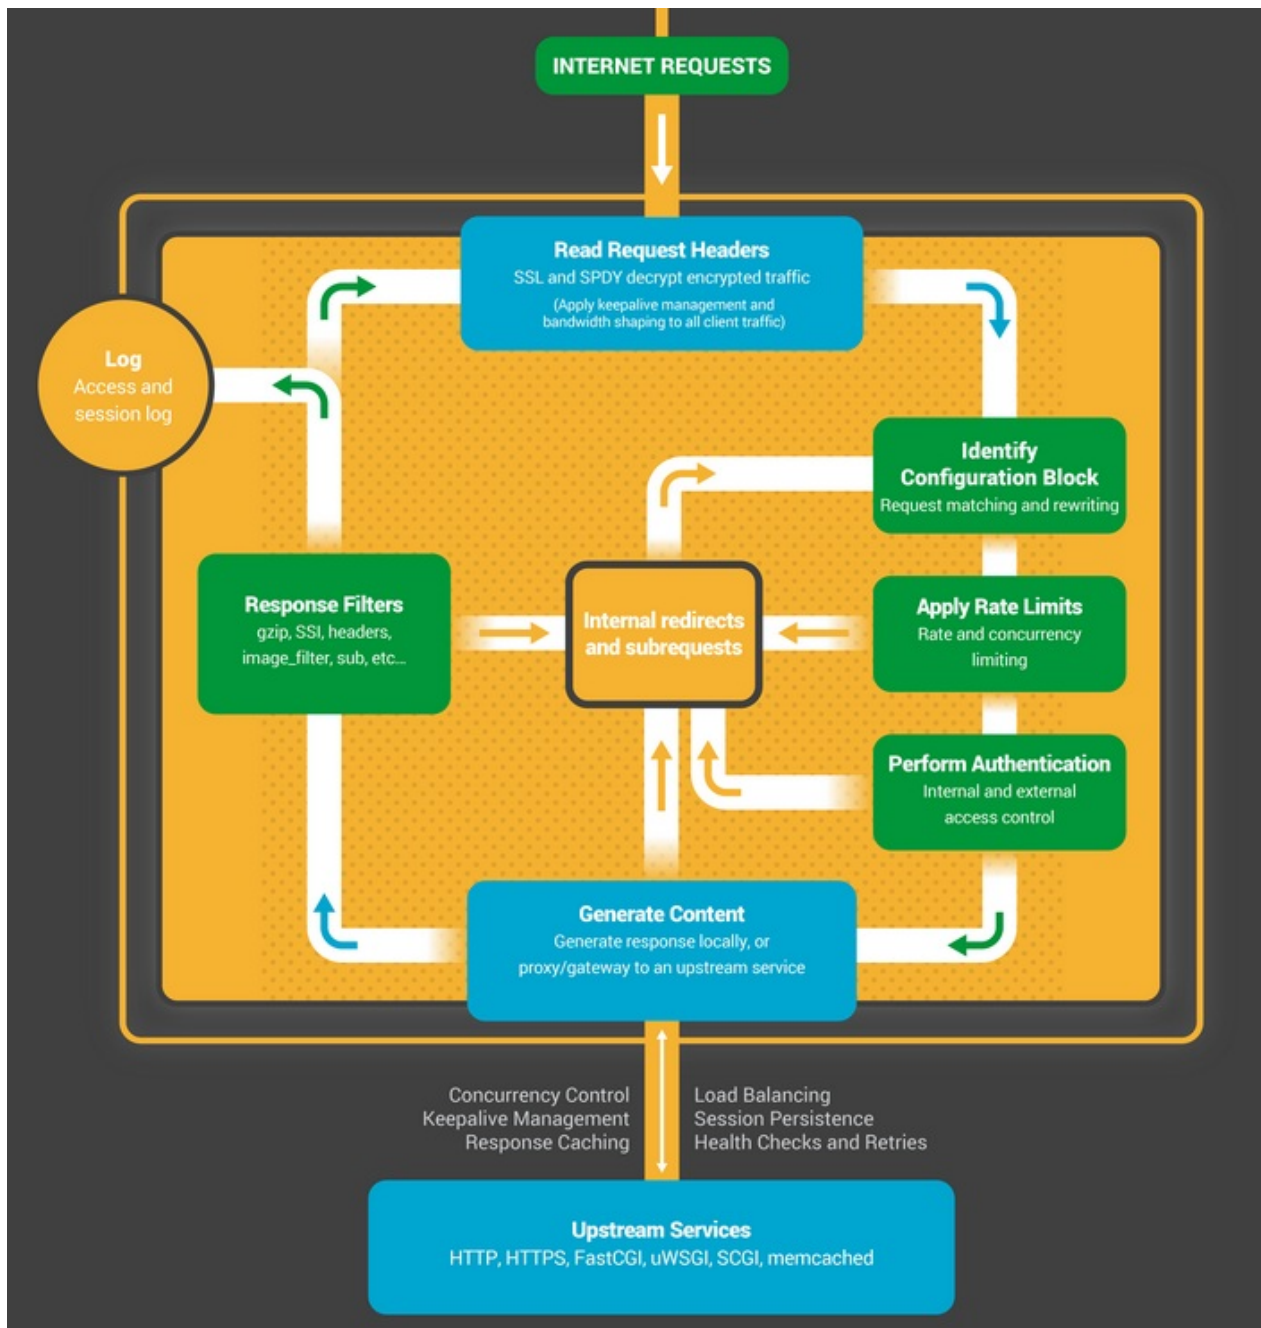 INTERNET REQUESTS
Read Request Headers
SSL and SPDY decrypt encrypted traffic
(Apply keepalive management and
bandwidth shaping to all client traffic)
Log
Access and
session log
Identify
Configuration Block
Request matching and rewriting
Response Filters
gzip, SSI, headers,
image_filter, sub, etc...
Internal redirects
and subrequests
Apply Rate Limits
Rate and concurrency
limiting
Perform Authentication
Internal and external
access control
Generate Content
Generate response locally, or
proxy/gateway to an upstream service
Concurrency Control
Keepalive Management
Response Caching
Load Balancing
Session Persistence
Health Checks and Retries
Upstream Services
HTTP, HTTPS, FastCGI, uWSGI, SCGI, memcached